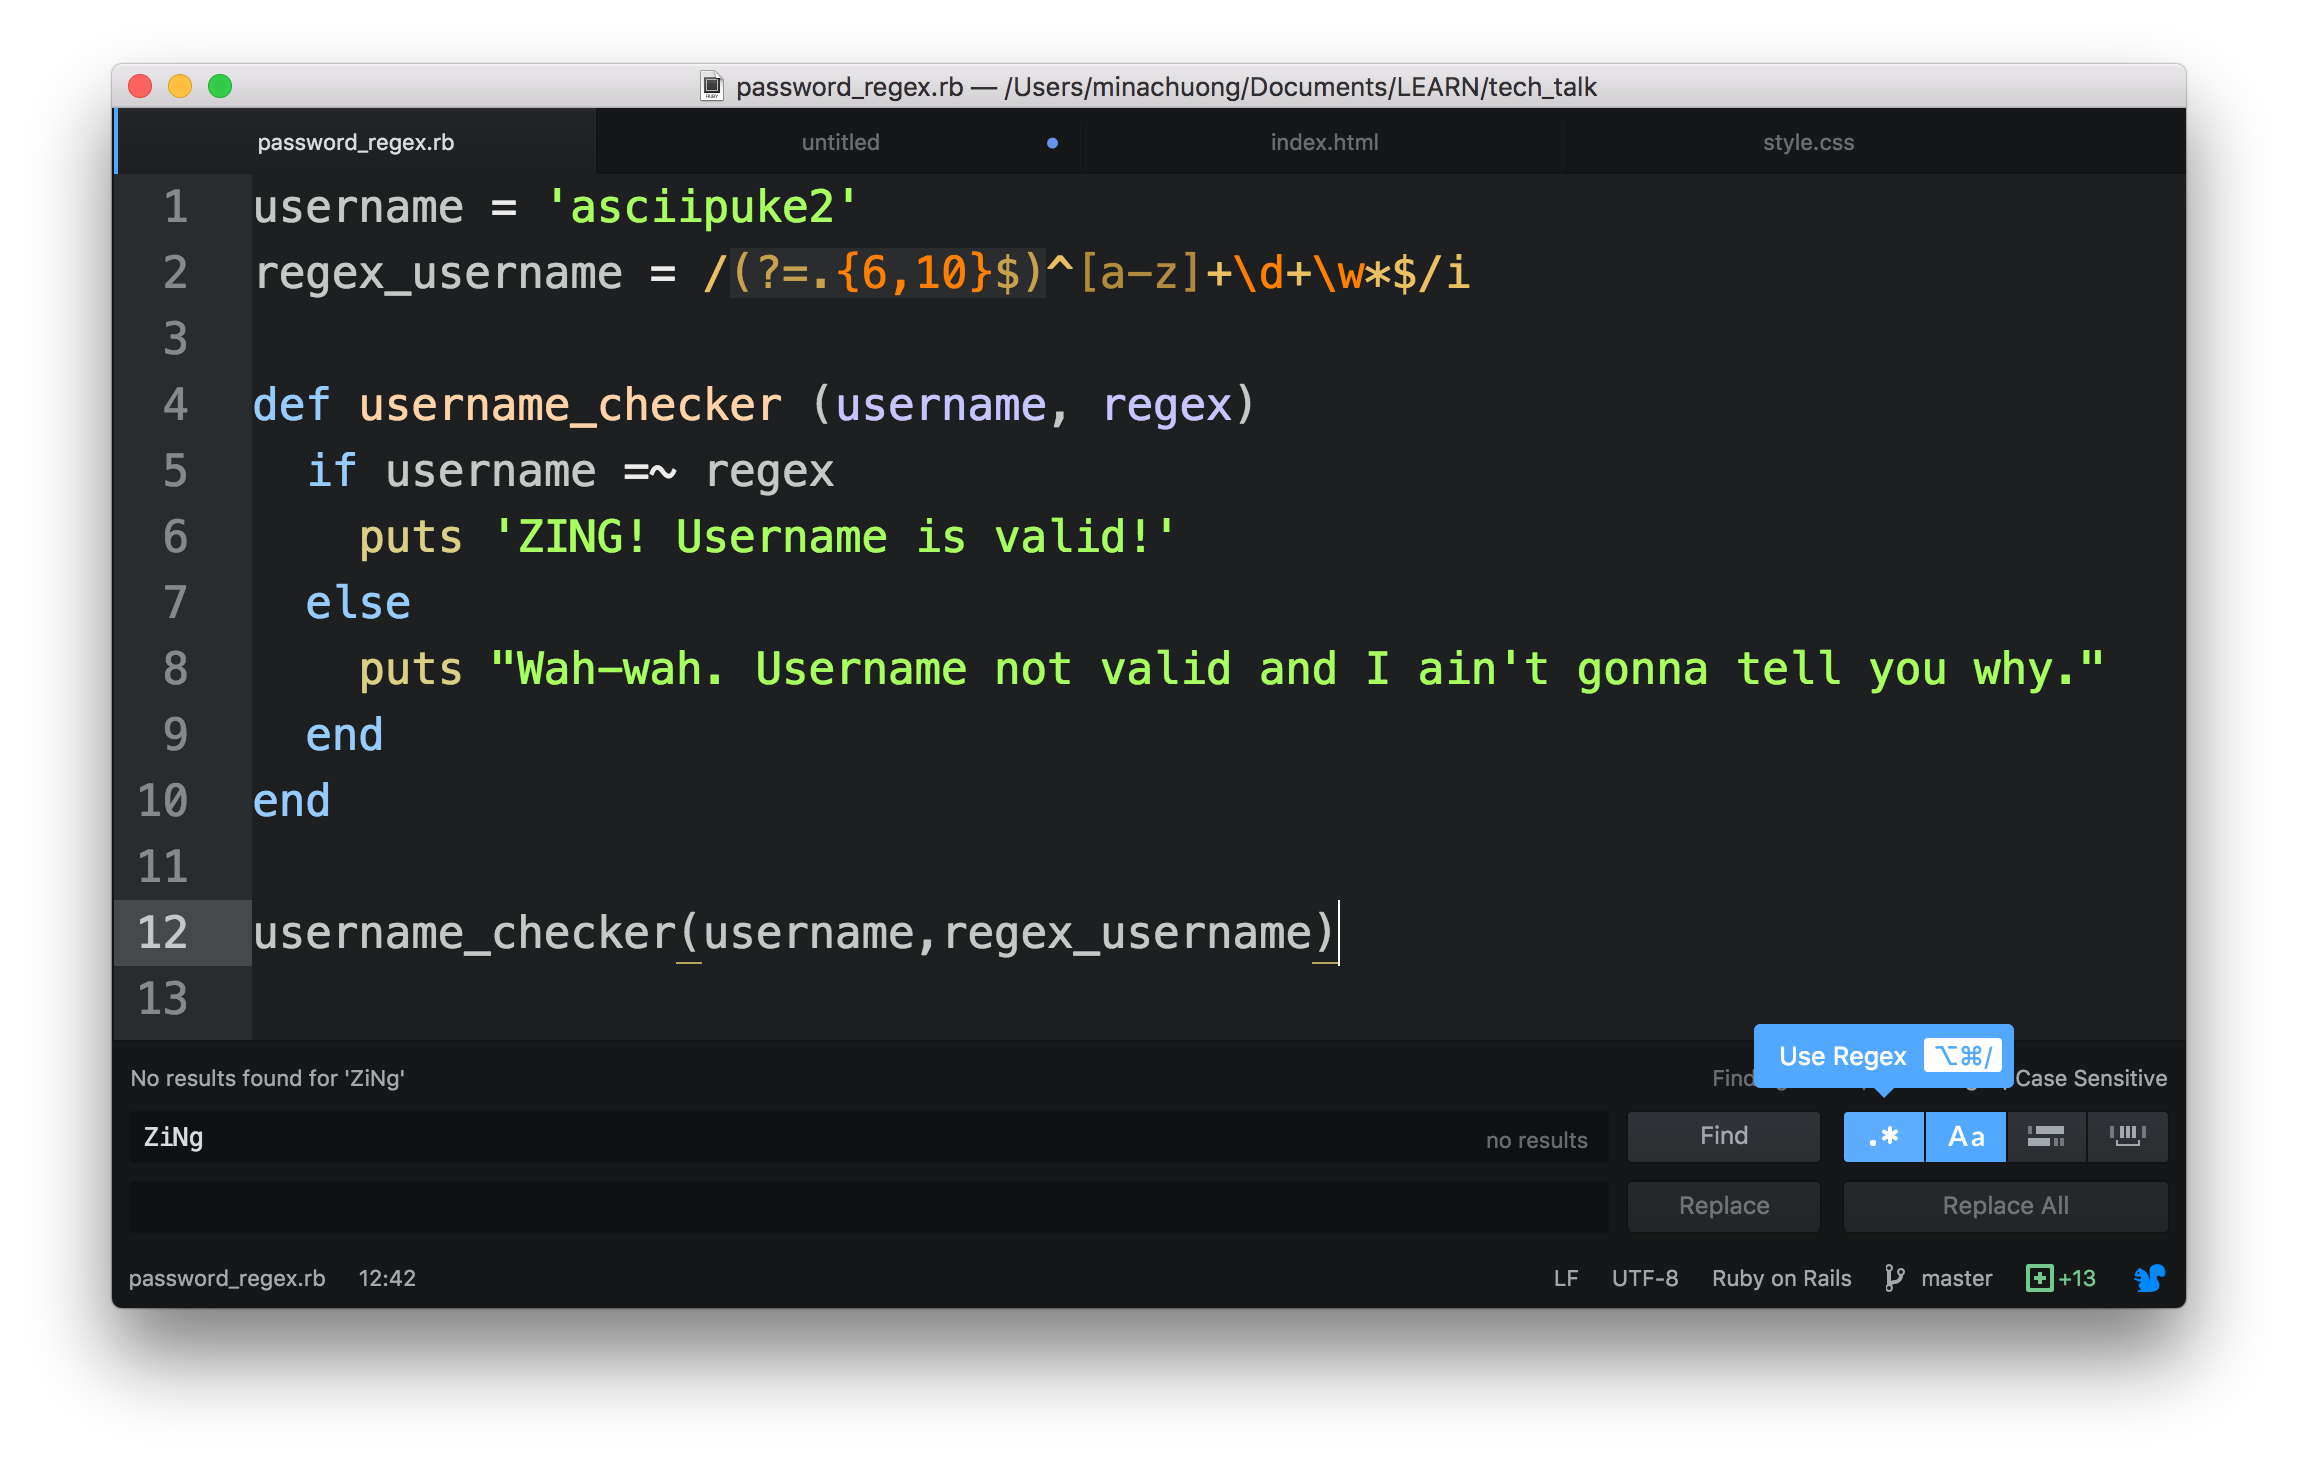 password_regex.rb — /Users/minachuong/Documents/LEARN/tech_talk
password_regex.rb untitled index.html style.css
1 username = 'asciipuke2'
2 regex_username = /(?=.{6,10}$)^[a-z]+\d+\w*$/i
3
4 def username_checker (username, regex)
5 if username =~ regex
6 puts 'ZING! Username is valid!'
7 else
8 puts "Wah-wah. Username not valid and I ain't gonna tell you why."
9 end
10 end
11
12 username_checker(username,regex_username)
13
Use Regex ⌥⌘/
No results found for 'ZiNg' Case Sensitive
ZiNg no results Find .* Aa
Replace Replace All
password_regex.rb 12:42 LF UTF-8 Ruby on Rails master +13